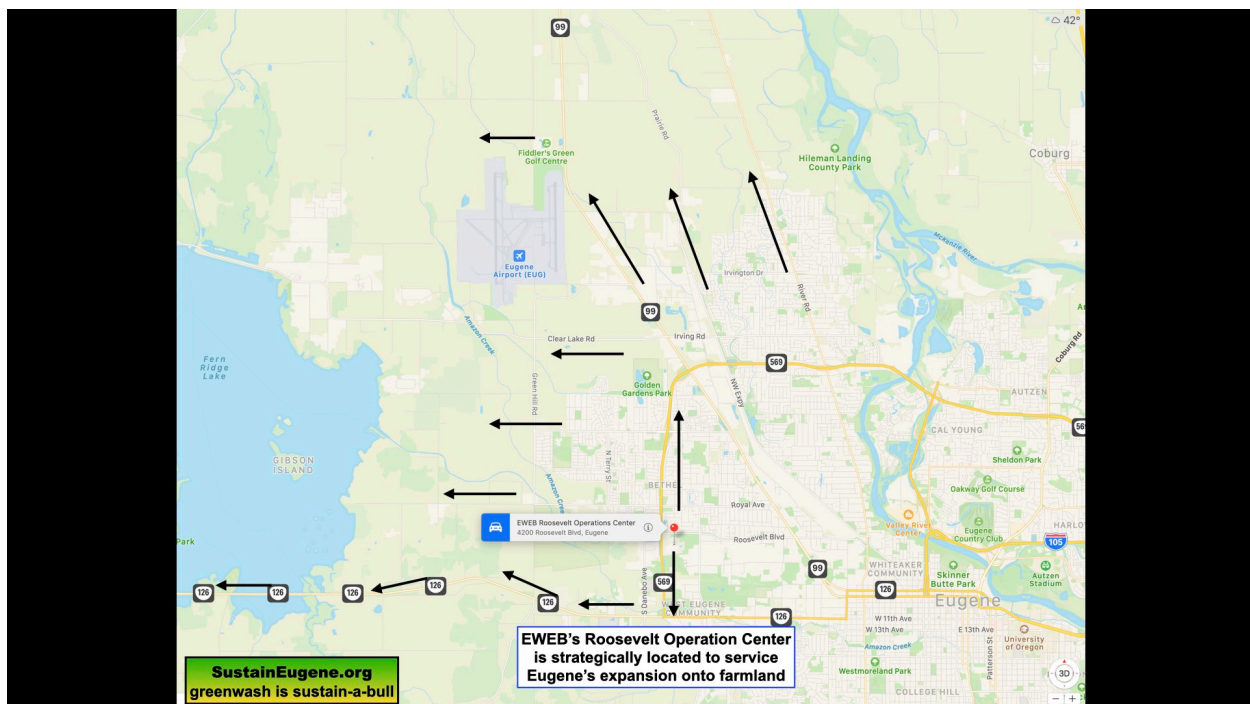 99
42°
Prairie Rd
Fiddler's Green
Golf Centre
Hileman Landing
County Park
Coburg
McKenzie River
Eugene
Airport (EUG)
Irvington Dr
River Rd
99
Amazon Creek
Clear Lake Rd
Irving Rd
Coburg Rd
Fern
Ridge
Lake
569
Golden
Gardens Park
NW Expy
Green Hill Rd
AUTZEN
569
CAL YOUNG
GIBSON
ISLAND
N Terry St
Sheldon Park
BETHEL
Amazon Creek
Oakway Golf Course
Royal Ave
EWEB Roosevelt Operations Center
4200 Roosevelt Blvd, Eugene
Valley River
Center
Eugene
Country Club
HARLO
Roosevelt Blvd
Park
105
99
WHITEAKER
COMMUNITY
Skinner
Butte Park
Autzen
Stadium
126
126
126
126
126
569
S Danebo Ave
126
Eugene
WEST EUGENE
COMMUNITY
126
W 11th Ave
W 13th Ave
E 13th Ave
University
of Oregon
Patterson St
Amazon Creek
Westmoreland Park
COLLEGE HILL
3D
− +
EWEB's Roosevelt Operation Center
is strategically located to service
Eugene's expansion onto farmland
SustainEugene.org
greenwash is sustain-a-bull